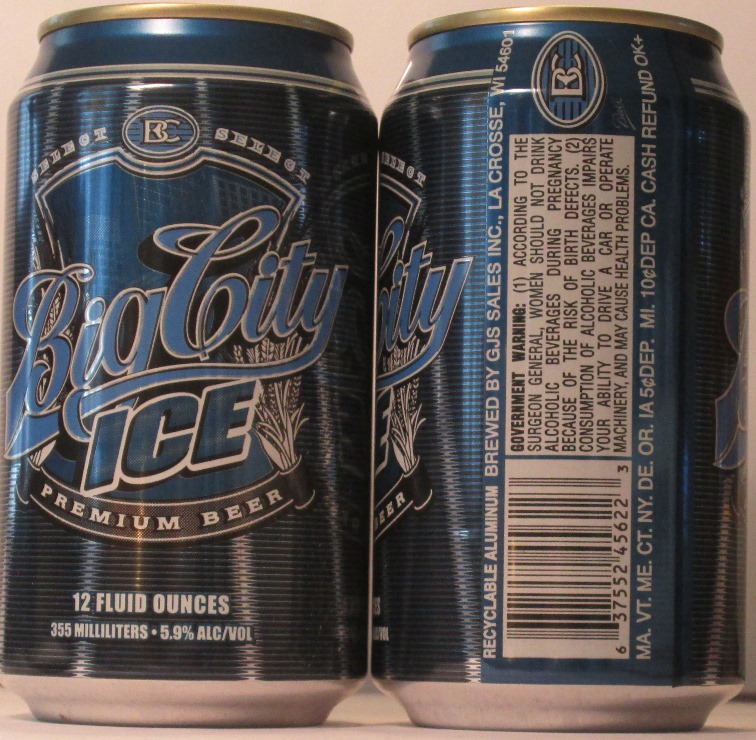 BC
SELECT SELECT
Big City
ICE
PREMIUM BEER
12 FLUID OUNCES
355 MILLILITERS • 5.9% ALC/VOL
ity
E
BEER
RECYCLABLE ALUMINUM BREWED BY GJS SALES INC., LA CROSSE, WI 54601
BC
GOVERNMENT WARNING: (1) ACCORDING TO THE
SURGEON GENERAL, WOMEN SHOULD NOT DRINK
ALCOHOLIC BEVERAGES DURING PREGNANCY
BECAUSE OF THE RISK OF BIRTH DEFECTS. (2)
CONSUMPTION OF ALCOHOLIC BEVERAGES IMPAIRS
YOUR ABILITY TO DRIVE A CAR OR OPERATE
MACHINERY, AND MAY CAUSE HEALTH PROBLEMS.
6 37552 45622 3
MA. VT. ME. CT. NY. DE. OR. IA 5¢DEP. MI. 10¢DEP CA. CASH REFUND OK+